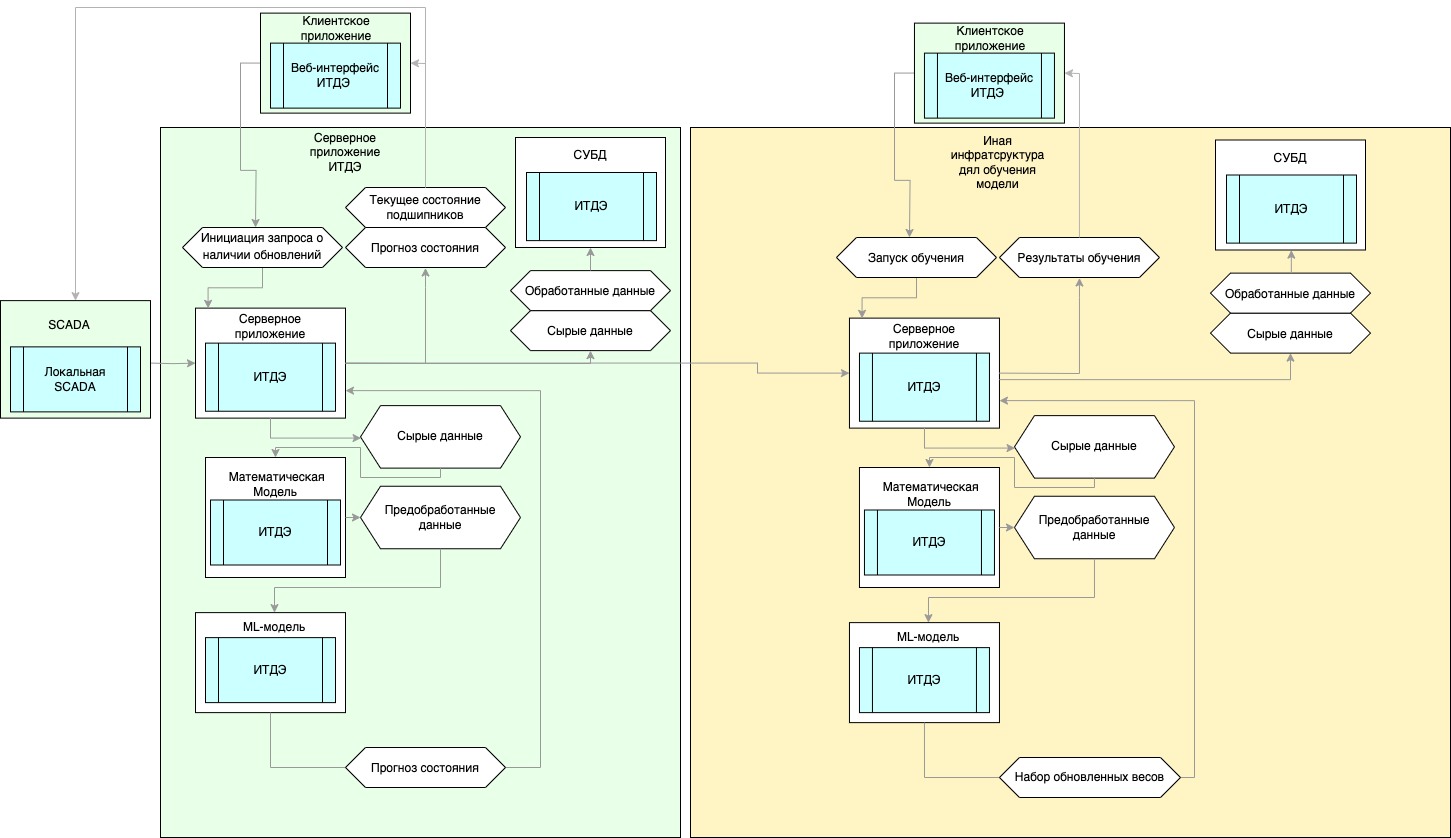 Клиентское
приложение
Веб-интерфейс
ИТДЭ
Серверное
приложение
ИТДЭ
СУБД
ИТДЭ
Текущее состояние
подшипников
Прогноз состояния
Инициация запроса о
наличии обновлений
Обработанные данные
Сырые данные
SCADA
Локальная
SCADA
Серверное
приложение
ИТДЭ
Сырые данные
Математическая
Модель
ИТДЭ
Предобработанные
данные
ML-модель
ИТДЭ
Прогноз состояния
Клиентское
приложение
Веб-интерфейс
ИТДЭ
Иная
инфратсруктура
дял обучения
модели
СУБД
ИТДЭ
Запуск обучения
Результаты обучения
Обработанные данные
Сырые данные
Серверное
приложение
ИТДЭ
Сырые данные
Математическая
Модель
ИТДЭ
Предобработанные
данные
ML-модель
ИТДЭ
Набор обновленных весов